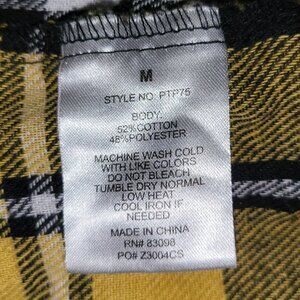 M
STYLE NO. PTP75
BODY:
52%COTTON
48%POLYESTER
MACHINE WASH COLD
WITH LIKE COLORS
DO NOT BLEACH
TUMBLE DRY NORMAL
LOW HEAT
COOL IRON IF
NEEDED
MADE IN CHINA
RN# 83098
PO# Z3004CS